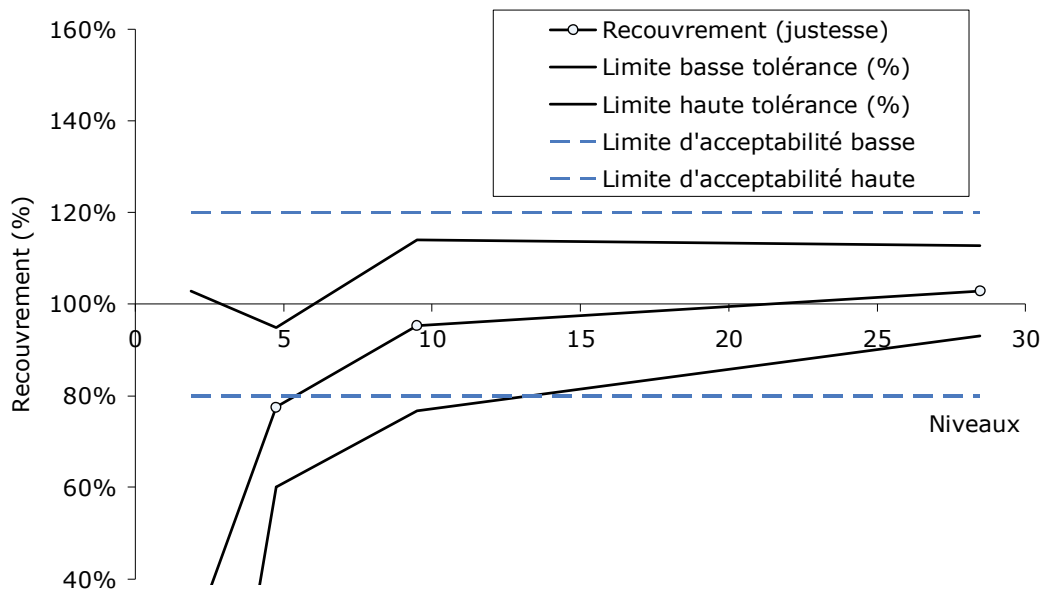 160%
140%
120%
100%
80%
60%
40%
Recouvrement (%)
Recouvrement (justesse)
Limite basse tolérance (%)
Limite haute tolérance (%)
Limite d'acceptabilité basse
Limite d'acceptabilité haute
0 5 10 15 20 25 30
Niveaux